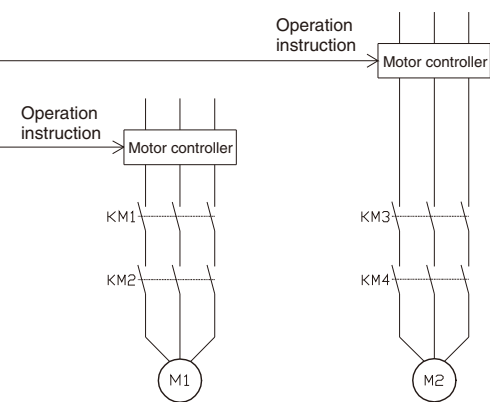 Operation
instruction
Motor controller
Operation
instruction
Motor controller
KM1
KM3
KM2
KM4
M1
M2